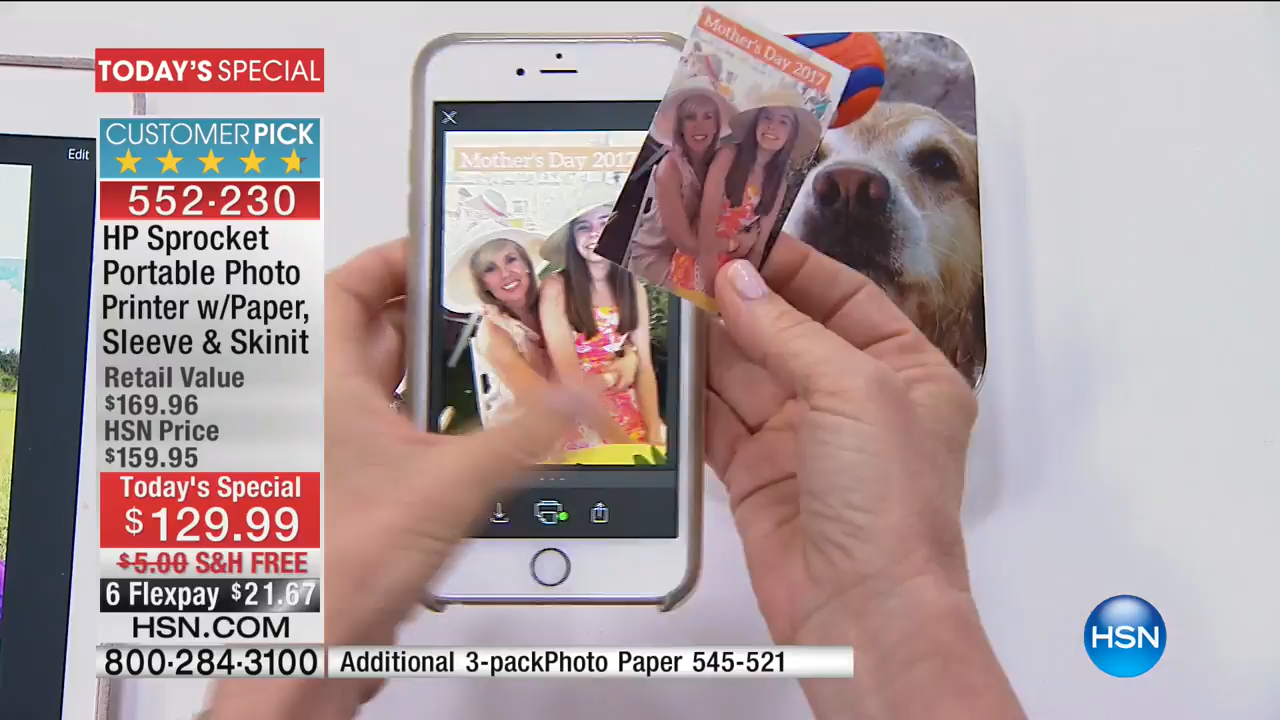 TODAY'S SPECIAL
CUSTOMER PICK
552-230
HP Sprocket
Portable Photo
Printer w/Paper,
Sleeve & Skinit
Retail Value
$169.96
HSN Price
$159.95
Today's Special
$129.99
$5.00 S&H FREE
6 Flexpay $21.67
HSN.COM
800-284-3100
Additional 3-packPhoto Paper 545-521
Edit
Mother's Day 2017
Mother's Day 2017
HSN